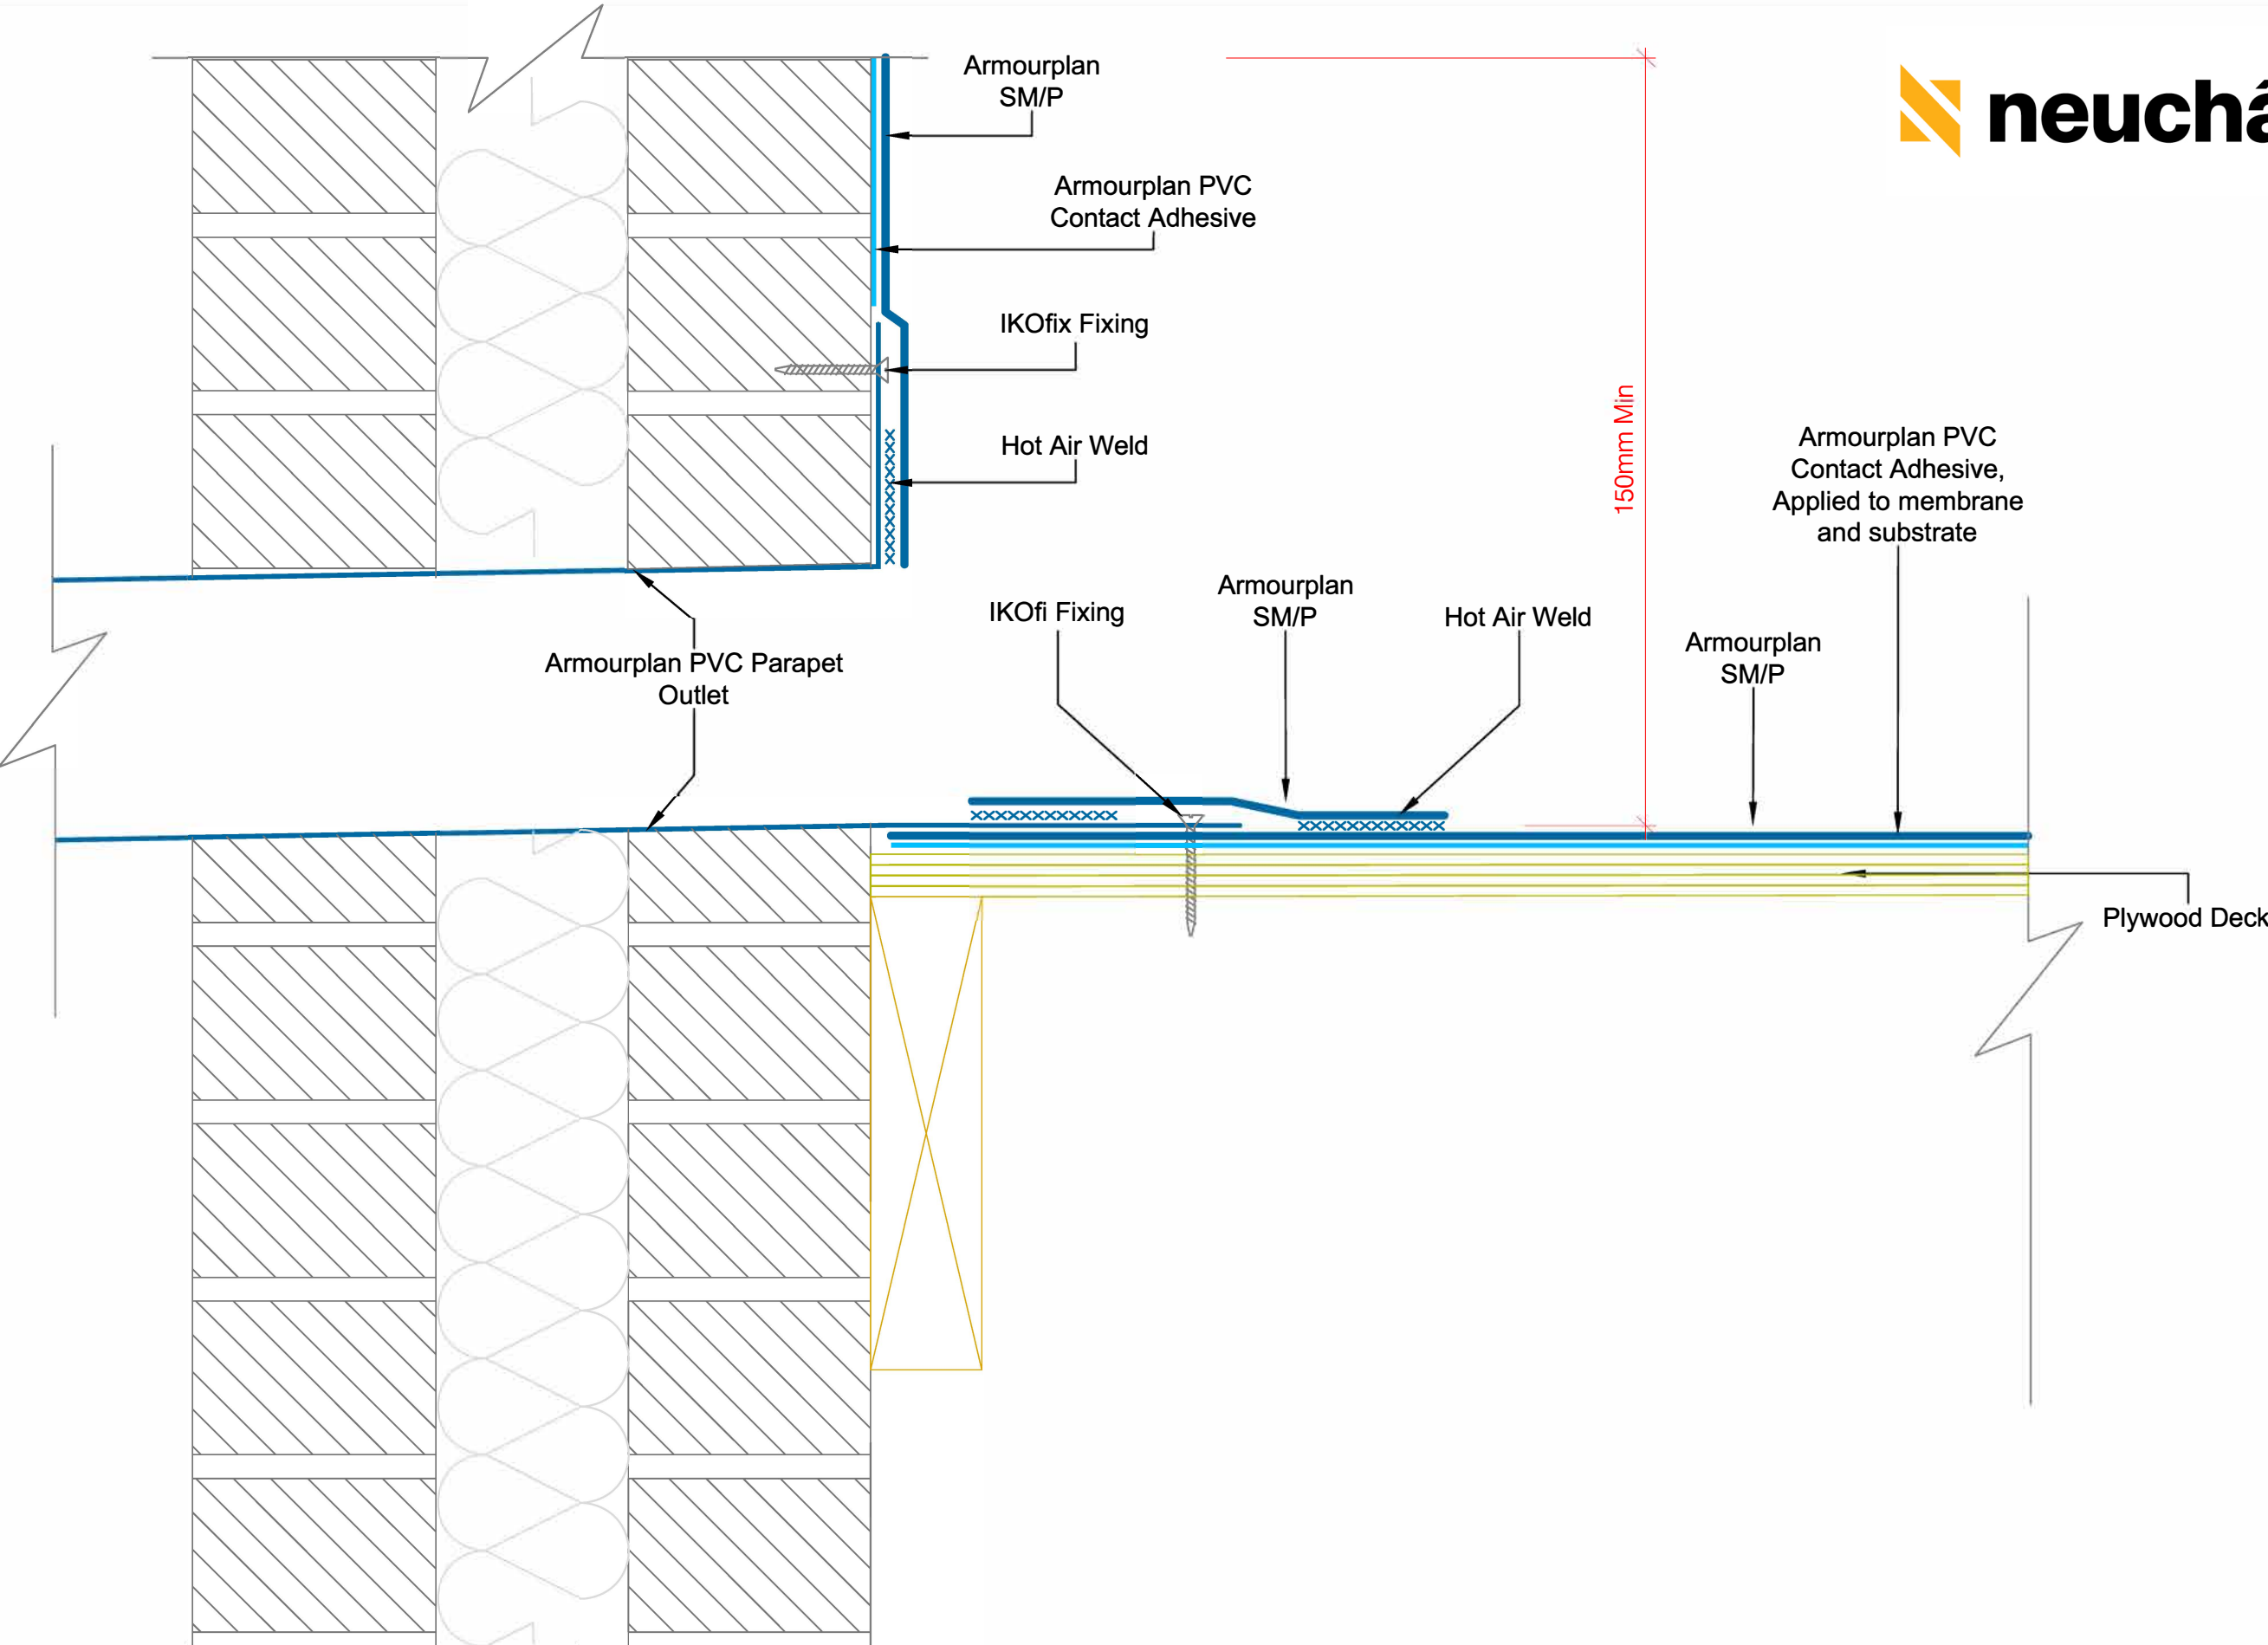 Armourplan
SM/P
neuchâ
Armourplan PVC
Contact Adhesive
IKOfix Fixing
150mm Min
Hot Air Weld
Armourplan PVC
Contact Adhesive,
Applied to membrane
and substrate
IKOfi Fixing
Armourplan
SM/P
Hot Air Weld
Armourplan
SM/P
Armourplan PVC Parapet
Outlet
Plywood Deck